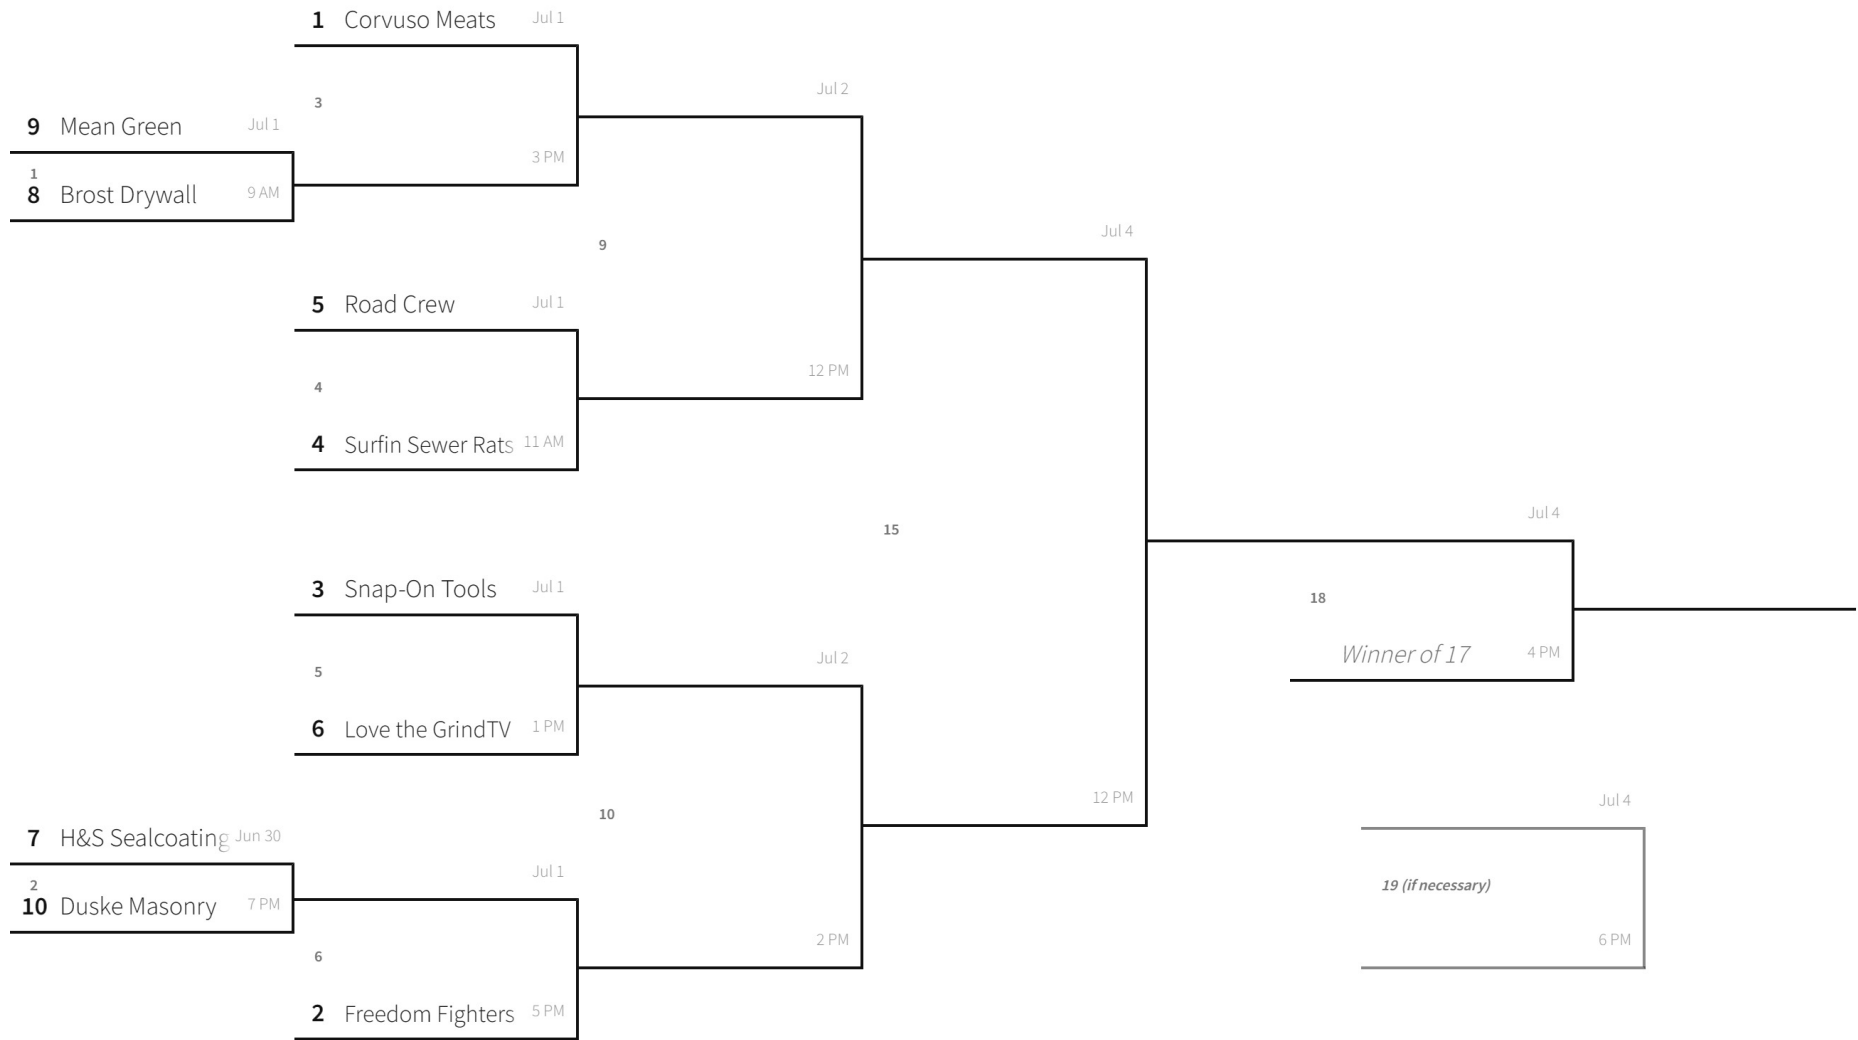 1 Corvuso Meats Jul 1
3
3 PM
9 Mean Green Jul 1
1
8 Brost Drywall 9 AM
Jul 2
9
12 PM
5 Road Crew Jul 1
4
4 Surfin Sewer Rats 11 AM
Jul 4
15
12 PM
3 Snap-On Tools Jul 1
5
6 Love the GrindTV 1 PM
Jul 2
10
2 PM
7 H&S Sealcoating Jun 30
2
10 Duske Masonry 7 PM
Jul 1
6
2 Freedom Fighters 5 PM
Jul 4
18
Winner of 17 4 PM
Jul 4
19 (if necessary)
6 PM